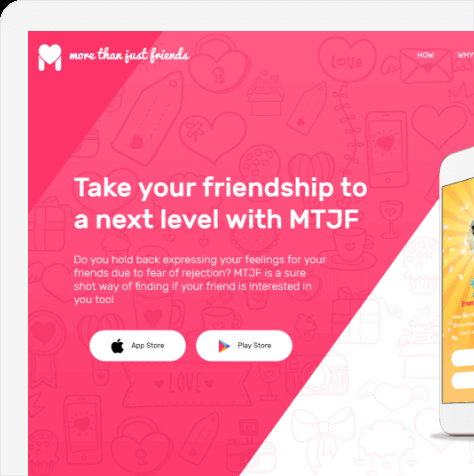 more than just friends
HOW
WHY
Take your friendship to
a next level with MTJF
Do you hold back expressing your feelings for your
friends due to fear of rejection? MTJF is a sure
shot way of finding if your friend is interested in
you too!
App Store
Play Store
love
LOVE